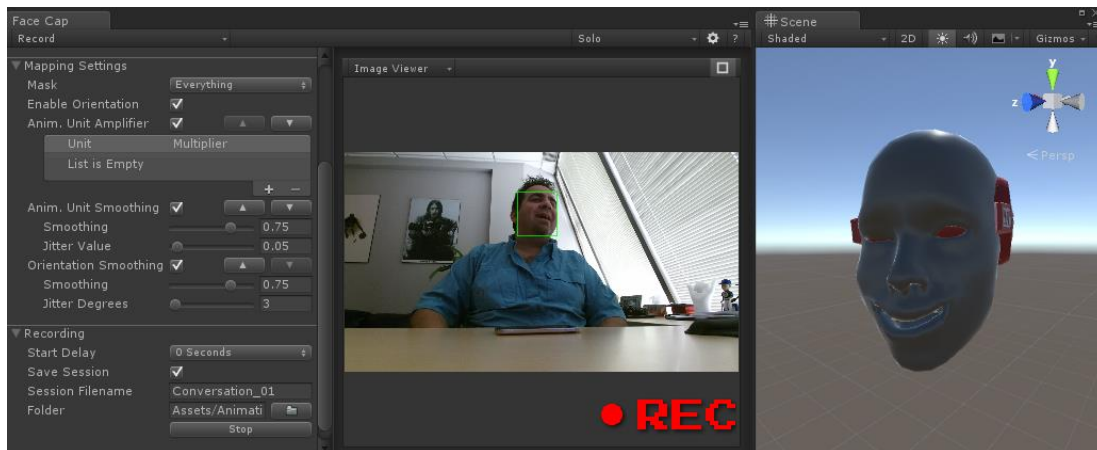 Face Cap
Record
Mapping Settings
Mask Everything
Enable Orientation
Anim. Unit Amplifier
Unit Multiplier
List is Empty
Anim. Unit Smoothing
Smoothing 0.75
Jitter Value 0.05
Orientation Smoothing
Smoothing 0.75
Jitter Degrees 3
Recording
Start Delay 0 Seconds
Save Session
Session Filename Conversation_01
Folder Assets/Animati
Stop
Solo ?
Image Viewer
REC
Scene
Shaded 2D Gizmos
y
z
Persp